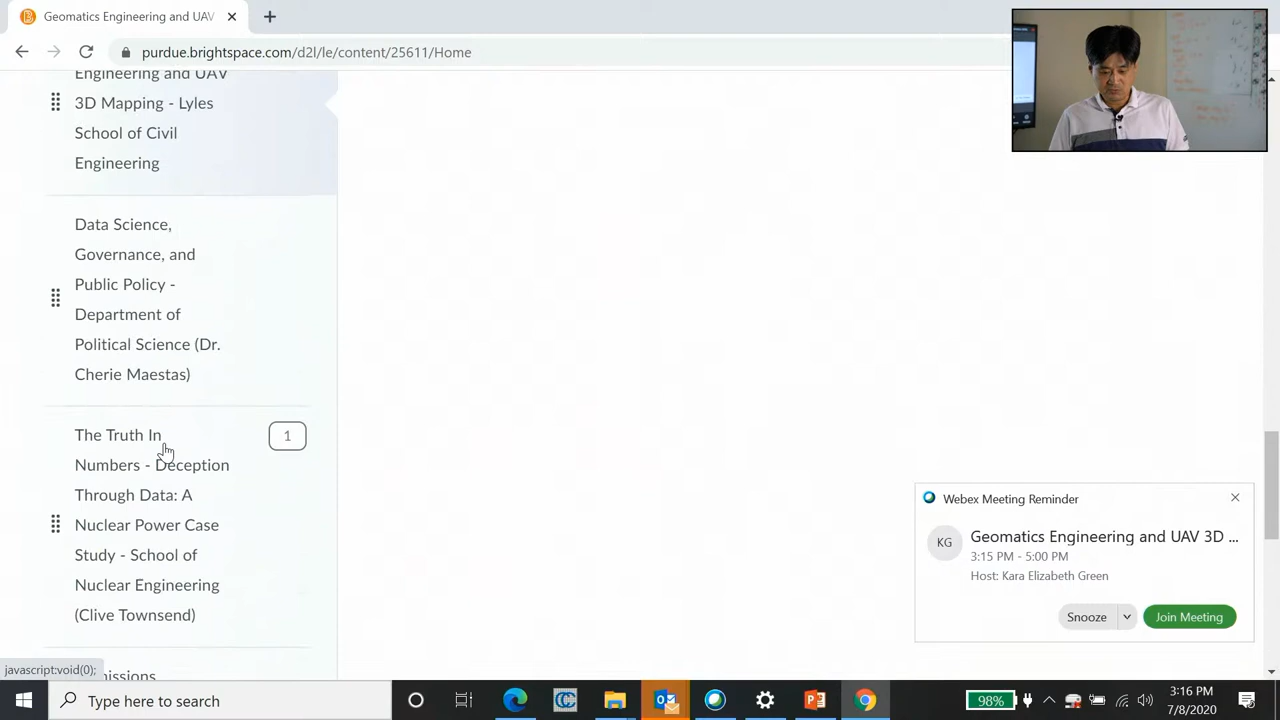 Geomatics Engineering and UAV
purdue.brightspace.com/d2l/le/content/25611/Home
Engineering and UAV
3D Mapping - Lyles
School of Civil
Engineering
Data Science,
Governance, and
Public Policy -
Department of
Political Science (Dr.
Cherie Maestas)
The Truth In
1
Numbers - Deception
Through Data: A
Nuclear Power Case
Study - School of
Nuclear Engineering
(Clive Townsend)
Webex Meeting Reminder
KG
Geomatics Engineering and UAV 3D ...
3:15 PM - 5:00 PM
Host: Kara Elizabeth Green
Snooze
Join Meeting
javascript:void(0);
Type here to search
98%
3:16 PM
7/8/2020